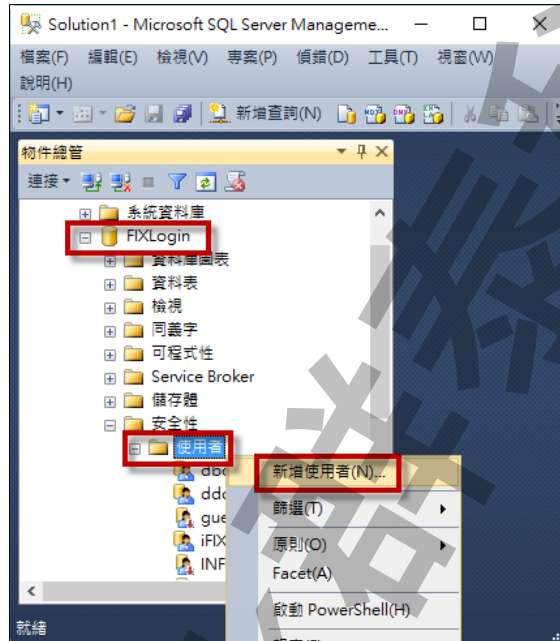 Solution1 - Microsoft SQL Server Manageme...
檔案(F) 編輯(E) 檢視(V) 專案(P) 偵錯(D) 工具(T) 視窗(W)
說明(H)
新增查詢(N)
物件總管
連接
系統資料庫
FIXLogin
資料庫圖表
資料表
檢視
同義字
可程式性
Service Broker
儲存體
安全性
使用者
新增使用者(N)...
篩選(T)
iFIX
原則(O)
INF
Facet(A)
啟動 PowerShell(H)
就緒